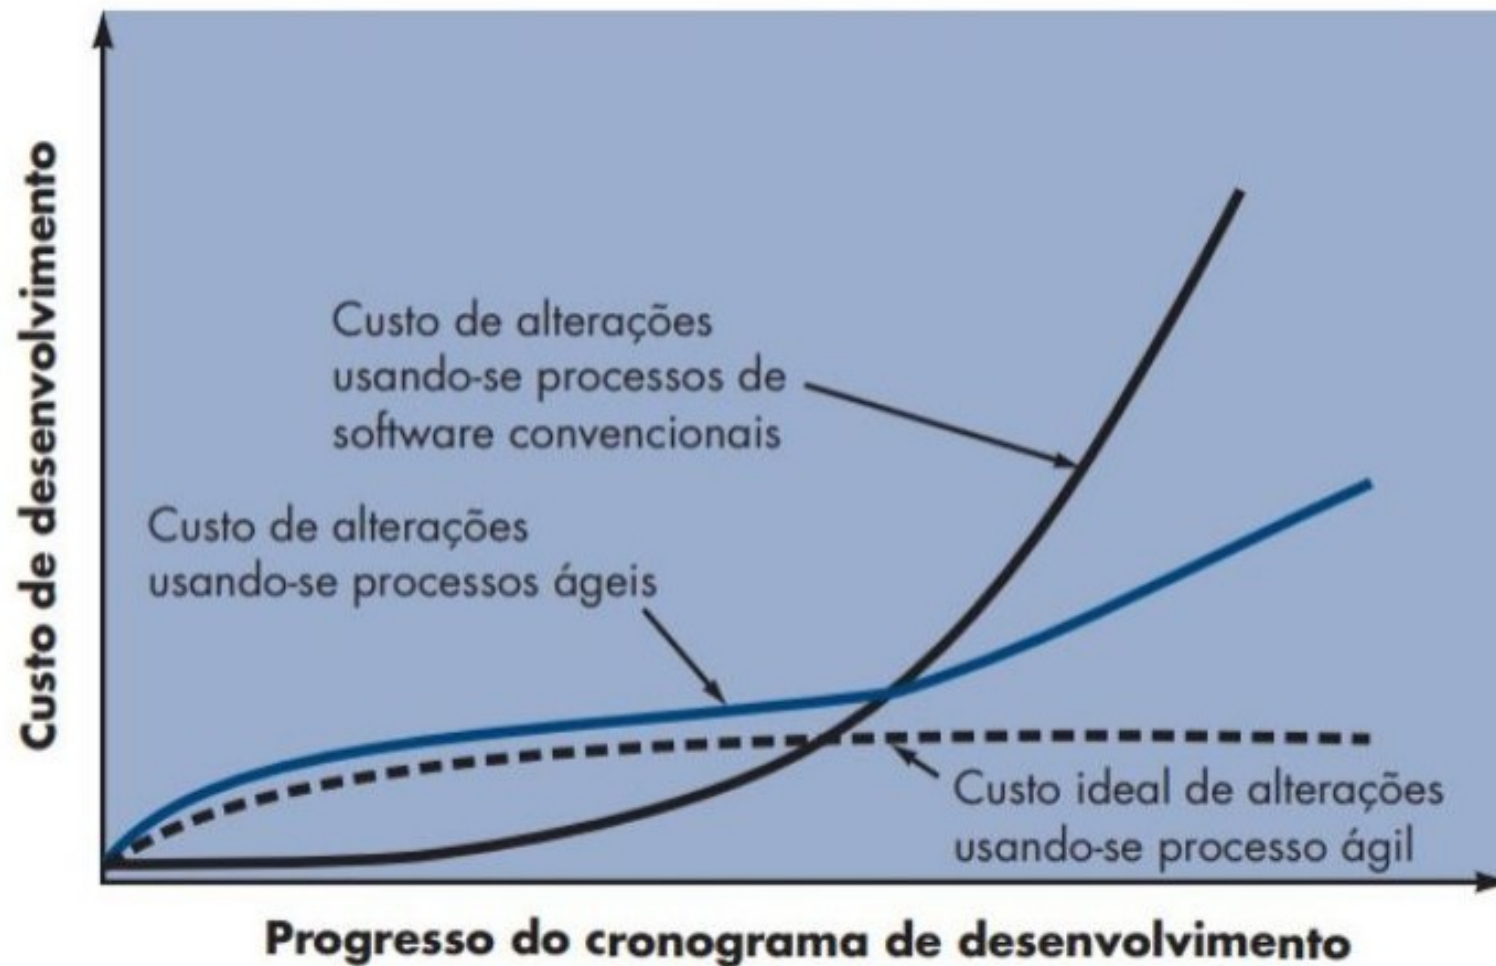 Custo de desenvolvimento
Custo de alterações
usando-se processos de
software convencionais
Custo de alterações
usando-se processos ágeis
Custo ideal de alterações
usando-se processo ágil
Progresso do cronograma de desenvolvimento